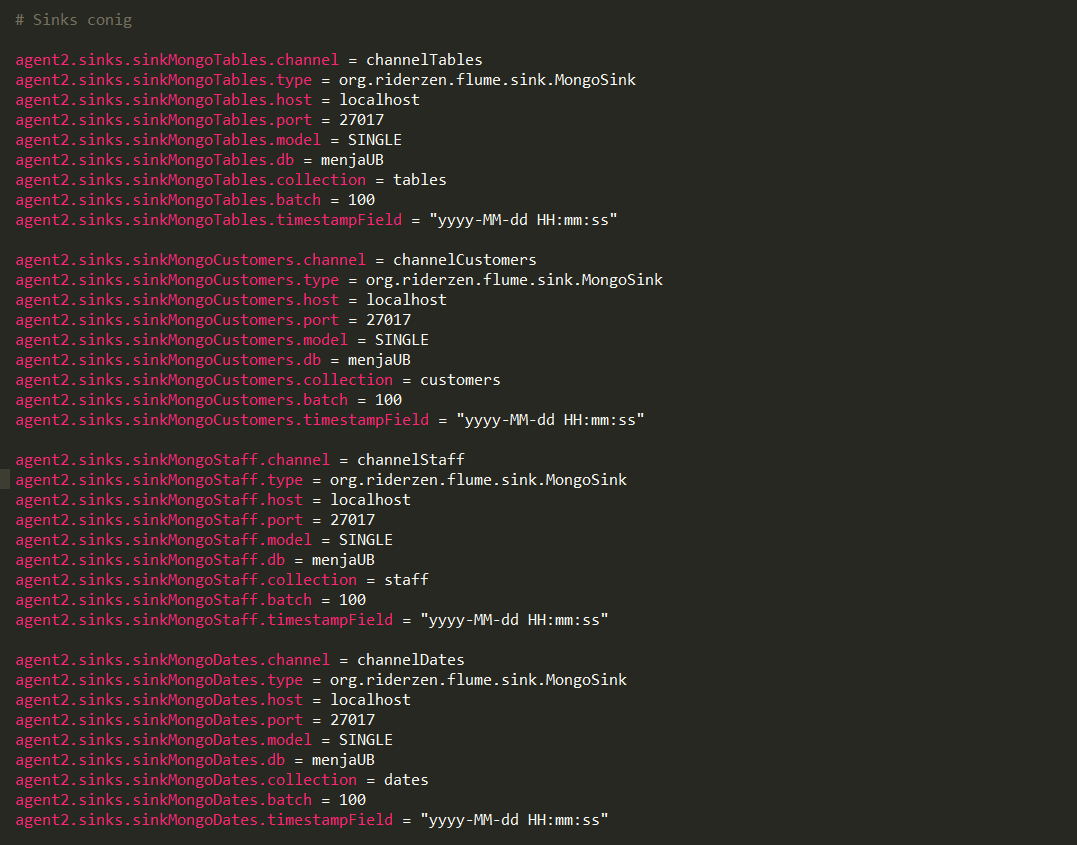 # Sinks conig
agent2.sinks.sinkMongoTables.channel = channelTables
agent2.sinks.sinkMongoTables.type = org.riderzen.flume.sink.MongoSink
agent2.sinks.sinkMongoTables.host = localhost
agent2.sinks.sinkMongoTables.port = 27017
agent2.sinks.sinkMongoTables.model = SINGLE
agent2.sinks.sinkMongoTables.db = menjaUB
agent2.sinks.sinkMongoTables.collection = tables
agent2.sinks.sinkMongoTables.batch = 100
agent2.sinks.sinkMongoTables.timestampField = "yyyy-MM-dd HH:mm:ss"
agent2.sinks.sinkMongoCustomers.channel = channelCustomers
agent2.sinks.sinkMongoCustomers.type = org.riderzen.flume.sink.MongoSink
agent2.sinks.sinkMongoCustomers.host = localhost
agent2.sinks.sinkMongoCustomers.port = 27017
agent2.sinks.sinkMongoCustomers.model = SINGLE
agent2.sinks.sinkMongoCustomers.db = menjaUB
agent2.sinks.sinkMongoCustomers.collection = customers
agent2.sinks.sinkMongoCustomers.batch = 100
agent2.sinks.sinkMongoCustomers.timestampField = "yyyy-MM-dd HH:mm:ss"
agent2.sinks.sinkMongoStaff.channel = channelStaff
agent2.sinks.sinkMongoStaff.type = org.riderzen.flume.sink.MongoSink
agent2.sinks.sinkMongoStaff.host = localhost
agent2.sinks.sinkMongoStaff.port = 27017
agent2.sinks.sinkMongoStaff.model = SINGLE
agent2.sinks.sinkMongoStaff.db = menjaUB
agent2.sinks.sinkMongoStaff.collection = staff
agent2.sinks.sinkMongoStaff.batch = 100
agent2.sinks.sinkMongoStaff.timestampField = "yyyy-MM-dd HH:mm:ss"
agent2.sinks.sinkMongoDates.channel = channelDates
agent2.sinks.sinkMongoDates.type = org.riderzen.flume.sink.MongoSink
agent2.sinks.sinkMongoDates.host = localhost
agent2.sinks.sinkMongoDates.port = 27017
agent2.sinks.sinkMongoDates.model = SINGLE
agent2.sinks.sinkMongoDates.db = menjaUB
agent2.sinks.sinkMongoDates.collection = dates
agent2.sinks.sinkMongoDates.batch = 100
agent2.sinks.sinkMongoDates.timestampField = "yyyy-MM-dd HH:mm:ss"